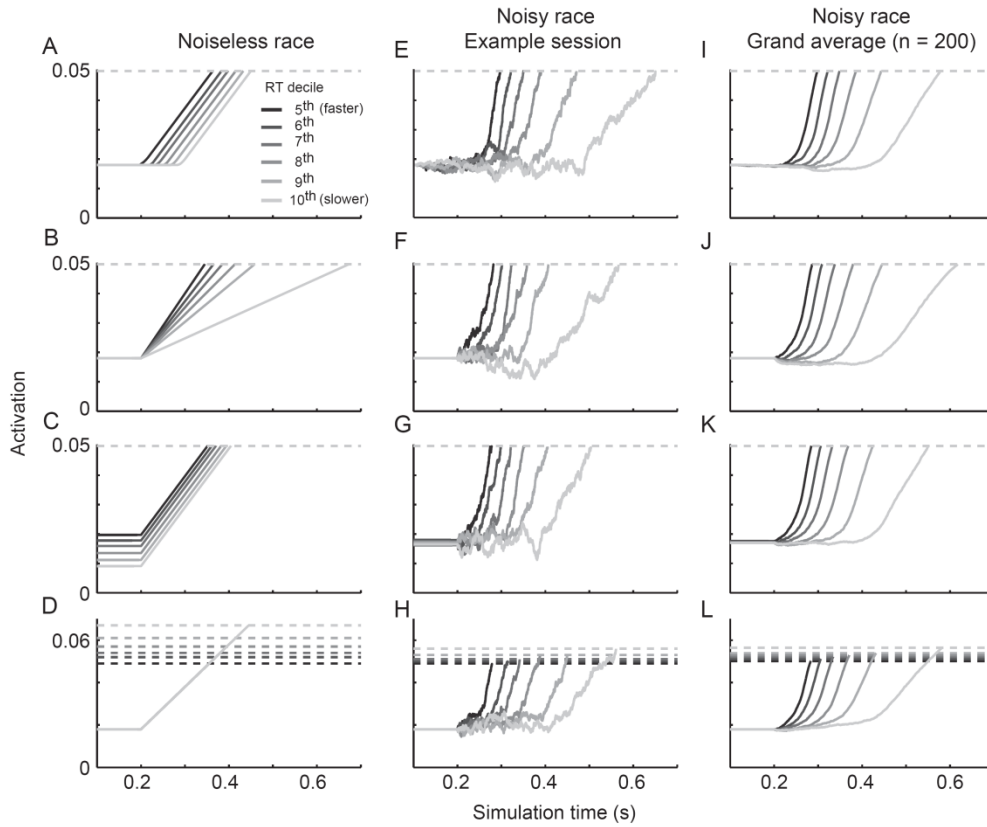 Noiseless race
Noisy race
Example session
Noisy race
Grand average (n = 200)
A
0.05
0
RT decile
5th (faster)
6th
7th
8th
9th
10th (slower)
E
I
B
0.05
0
F
J
C
0.05
0
G
K
D
0.06
0
0.2 0.4 0.6
H
0.2 0.4 0.6
L
0.2 0.4 0.6
Activation
Simulation time (s)